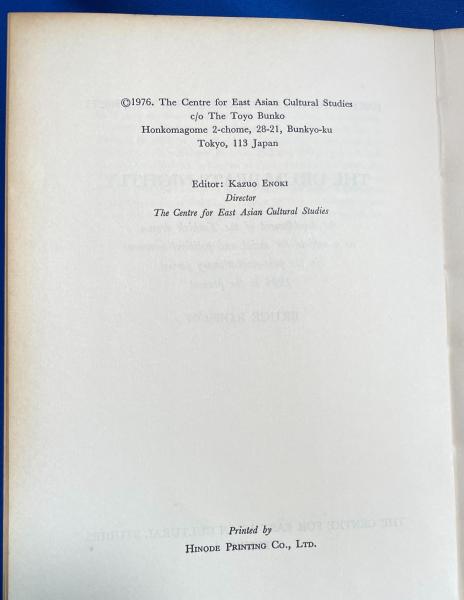 ©1976. The Centre for East Asian Cultural Studies
c/o The Toyo Bunko
Honkomagome 2-chome, 28-21, Bunkyo-ku
Tokyo, 113 Japan
Editor: Kazuo ENOKI
Director
The Centre for East Asian Cultural Studies
Printed by
HINODE PRINTING CO., LTD.